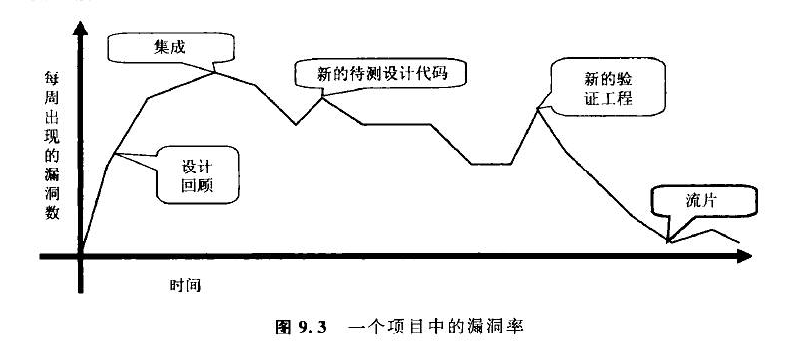 集成
新的待测设计代码
新的验
证工程
每周出现的漏洞数
设计
回顾
流片
时间
图 9.3 一个项目中的漏洞率